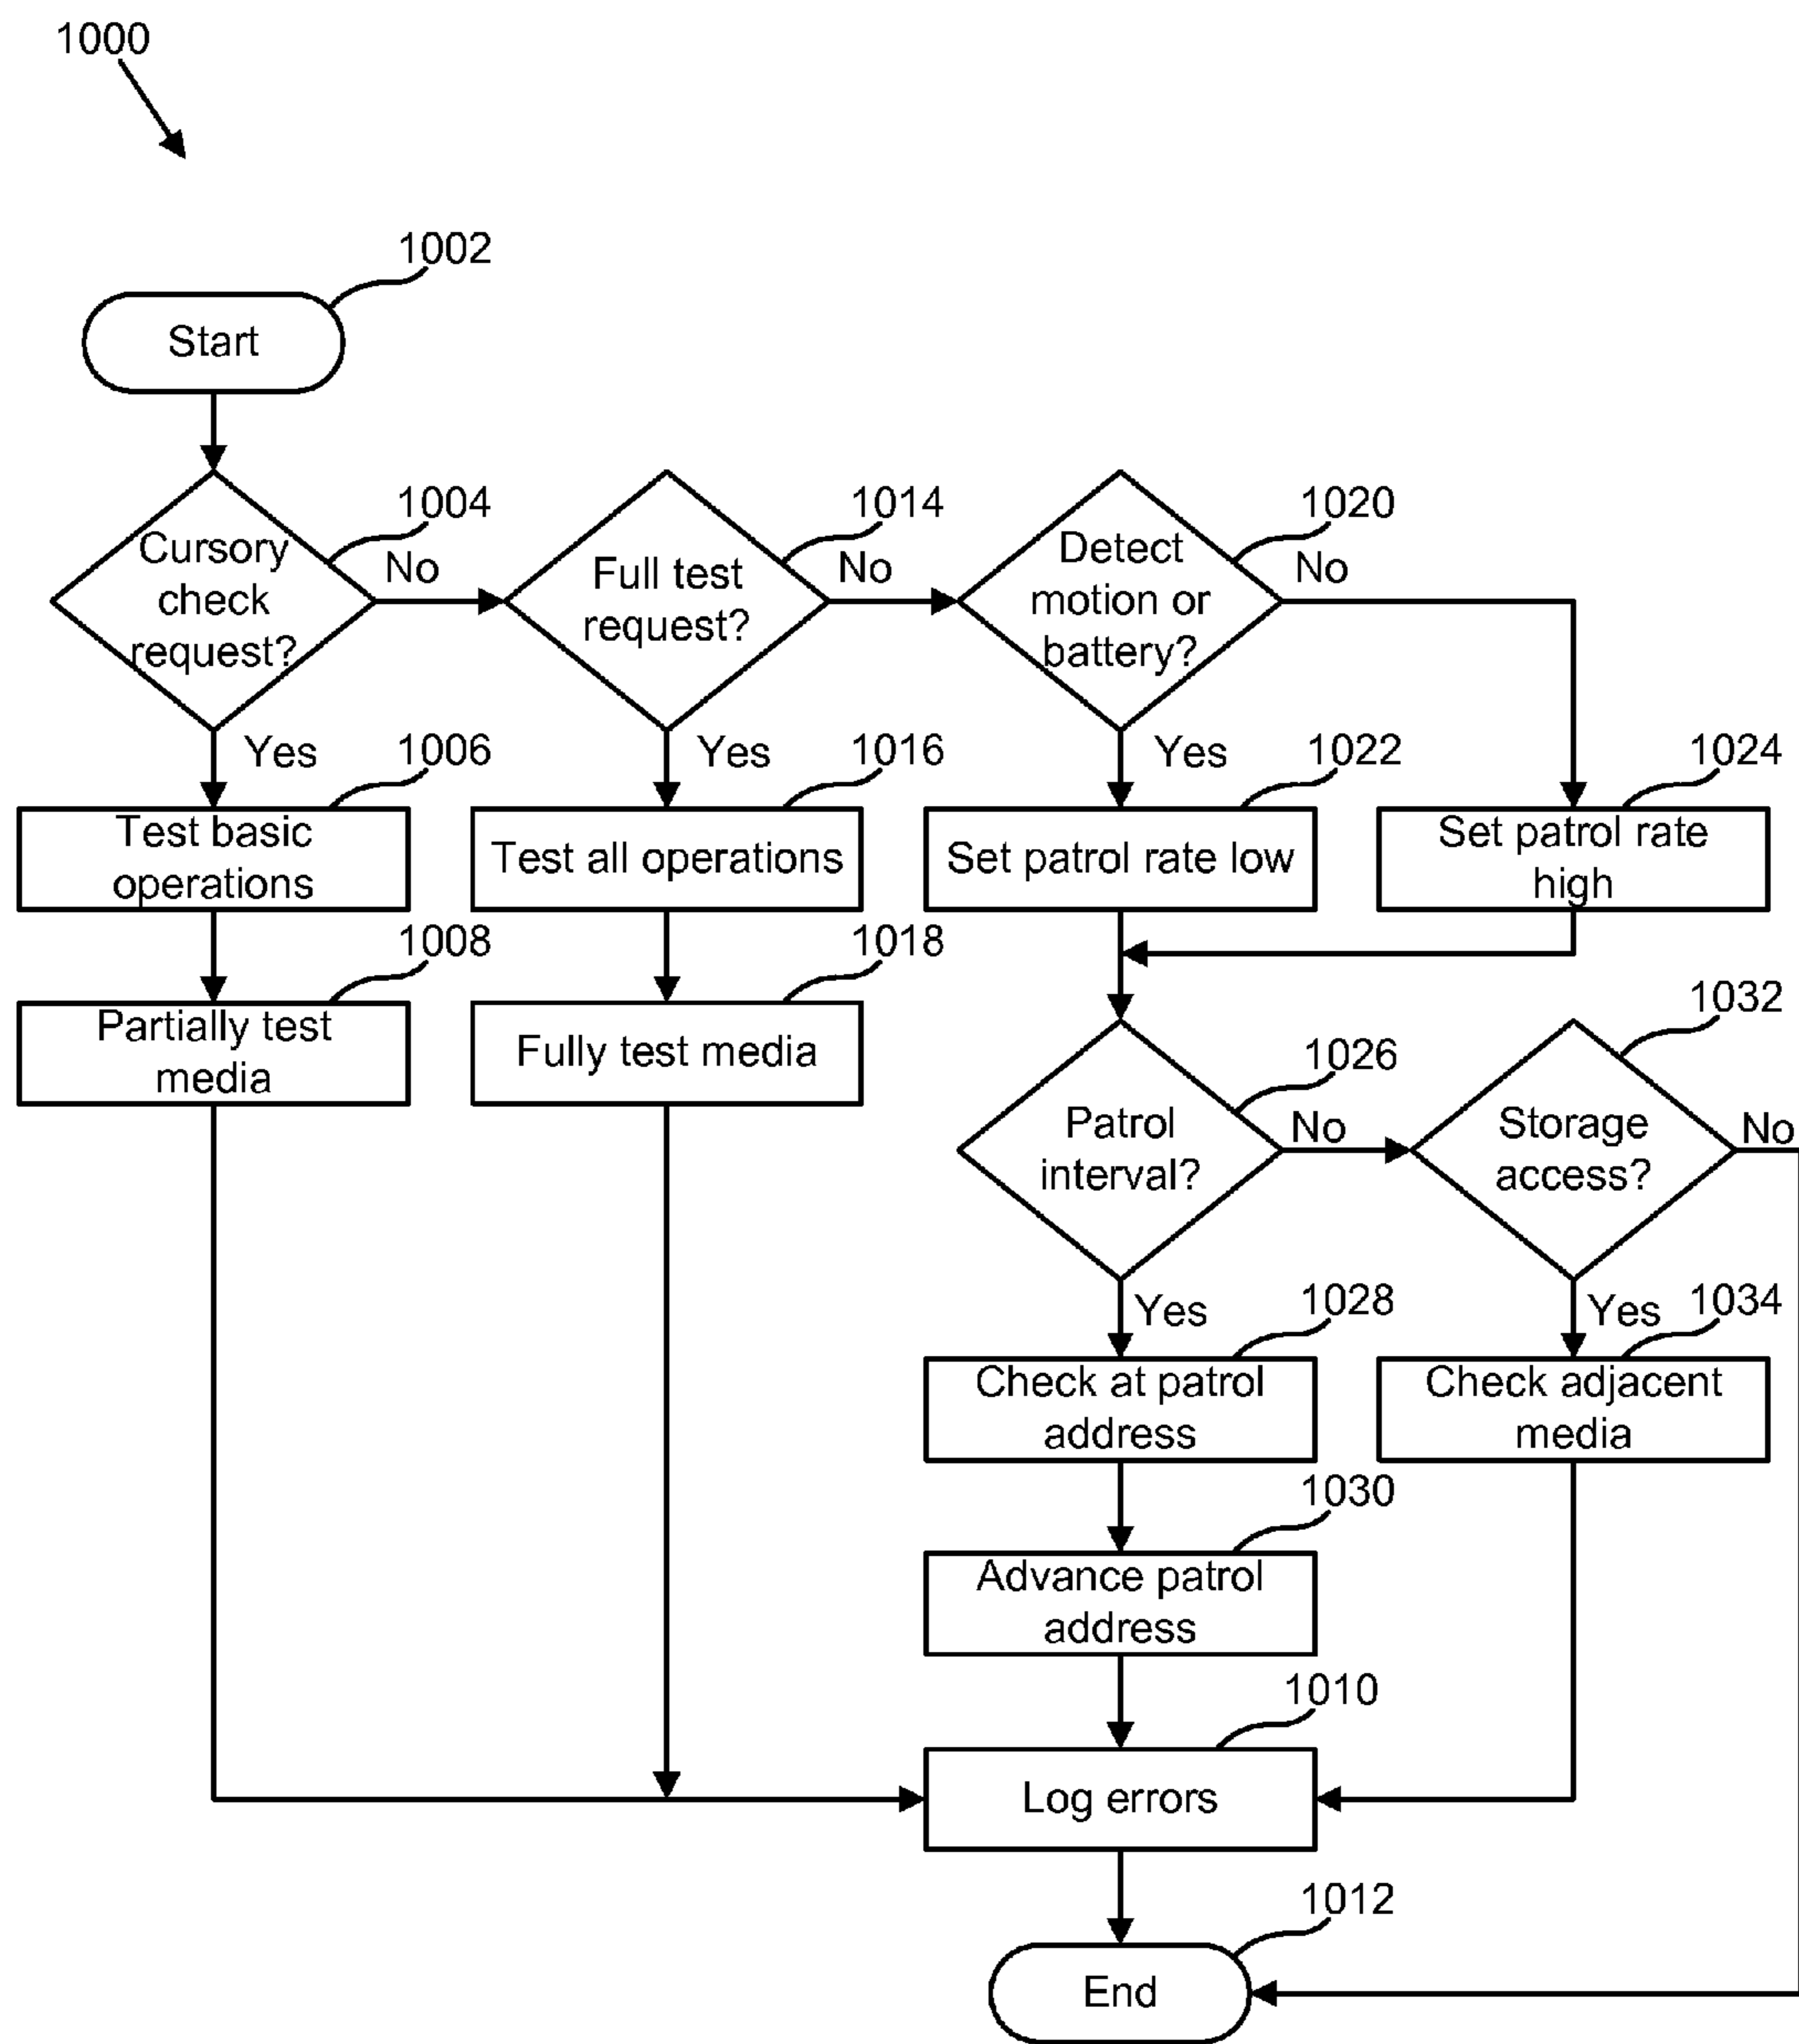 1000
1002
Start
1004
Cursory
check
request?
No
1014
Full test
request?
No
1020
Detect
motion or
battery?
No
Yes
1006
Yes
1016
Yes
1022
1024
Test basic
operations
Test all operations
Set patrol rate low
Set patrol rate
high
1008
1018
Partially test
media
Fully test media
1026
1032
Patrol
interval?
No
Storage
access?
No
Yes
1028
Yes
1034
Check at patrol
address
Check adjacent
media
1030
Advance patrol
address
1010
Log errors
1012
End